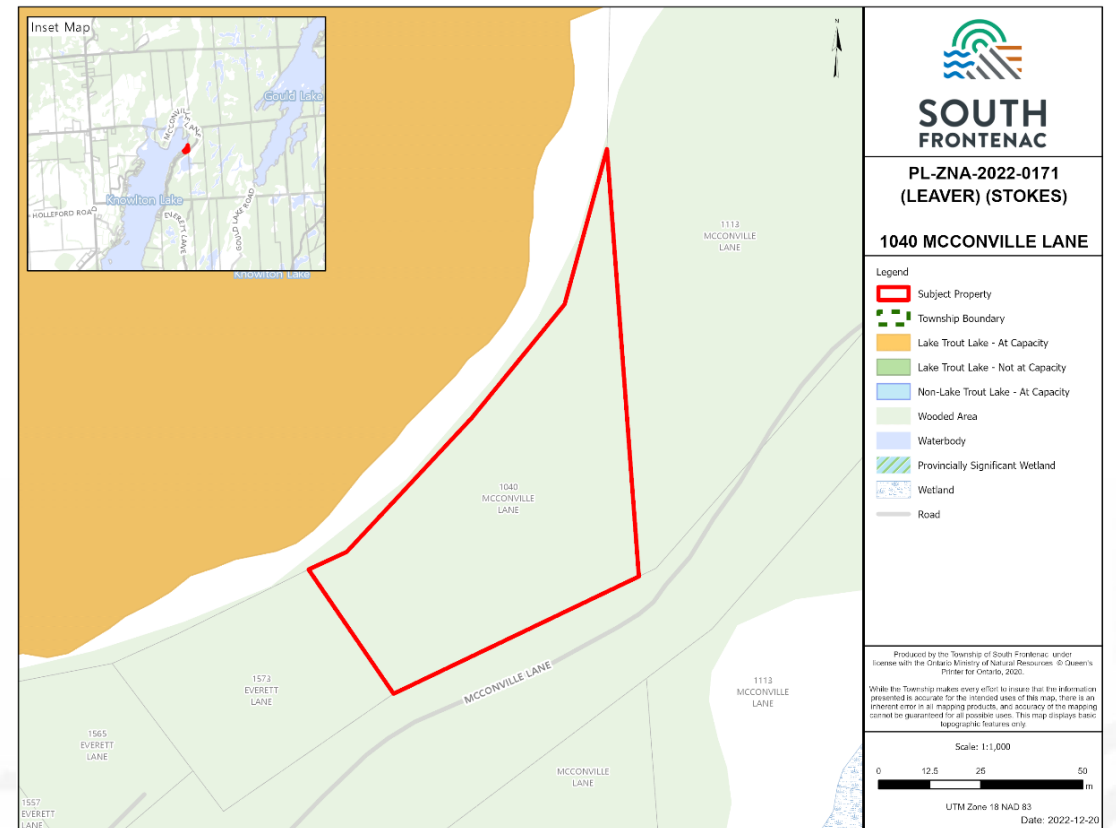 Inset Map
Gould Lake
MCCONVILLE LANE
Knowlton Lake
HOLLEFORD ROAD
EVERETT LANE
GOULD LAKE ROAD
Knowlton Lake
N
1113
MCCONVILLE
LANE
1040
MCCONVILLE
LANE
MCCONVILLE LANE
1573
EVERETT
LANE
1113
MCCONVILLE
LANE
1565
EVERETT
LANE
MCCONVILLE
LANE
1557
EVERETT
LANE
SOUTH
FRONTENAC
PL-ZNA-2022-0171
(LEAVER) (STOKES)
1040 MCCONVILLE LANE
Legend
Subject Property
Township Boundary
Lake Trout Lake - At Capacity
Lake Trout Lake - Not at Capacity
Non-Lake Trout Lake - At Capacity
Wooded Area
Waterbody
Provincially Significant Wetland
Wetland
Road
Produced by the Township of South Frontenac under
license with the Ontario Ministry of Natural Resources © Queen's
Printer for Ontario, 2020.
While the Township makes every effort to insure that the information
presented is accurate for the intended uses of this map, there is an
inherent error in all mapping products, and accuracy of the mapping
cannot be guaranteed for all possible uses. This map displays basic
topographic features only.
Scale: 1:1,000
0 12.5 25 50
m
UTM Zone 18 NAD 83
Date: 2022-12-20